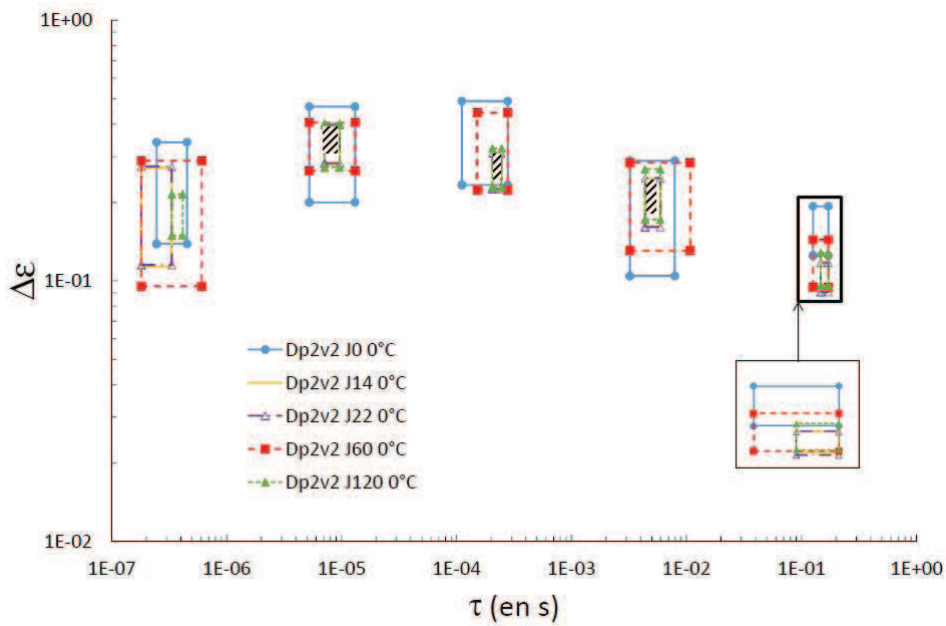 1E+00
1E-01
1E-02
Δε
Dp2v2 J0 0°C
Dp2v2 J14 0°C
Dp2v2 J22 0°C
Dp2v2 J60 0°C
Dp2v2 J120 0°C
1E-07 1E-06 1E-05 1E-04 1E-03 1E-02 1E-01 1E+00
τ (en s)